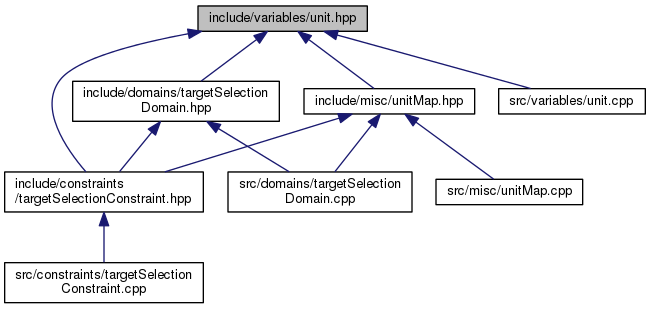 include/variables/unit.hpp
include/domains/targetSelection
Domain.hpp
include/misc/unitMap.hpp
src/variables/unit.cpp
include/constraints
/targetSelectionConstraint.hpp
src/domains/targetSelection
Domain.cpp
src/misc/unitMap.cpp
src/constraints/targetSelection
Constraint.cpp